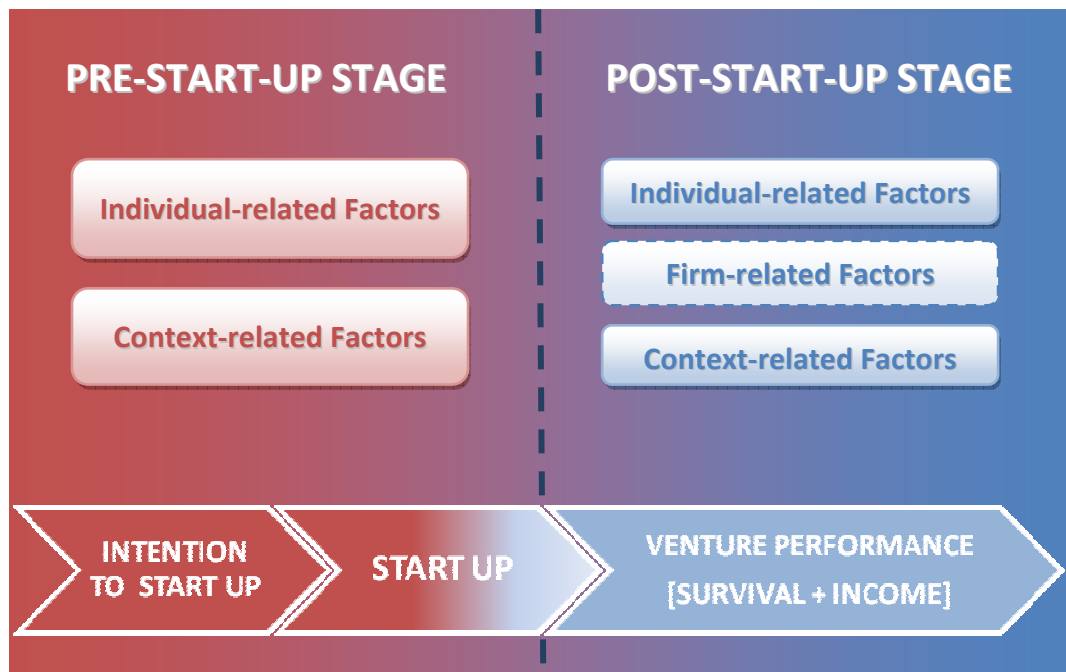 PRE-START-UP STAGE
Individual-related Factors
Context-related Factors
POST-START-UP STAGE
Individual-related Factors
Firm-related Factors
Context-related Factors
INTENTION
TO START UP
START UP
VENTURE PERFORMANCE
[SURVIVAL + INCOME]